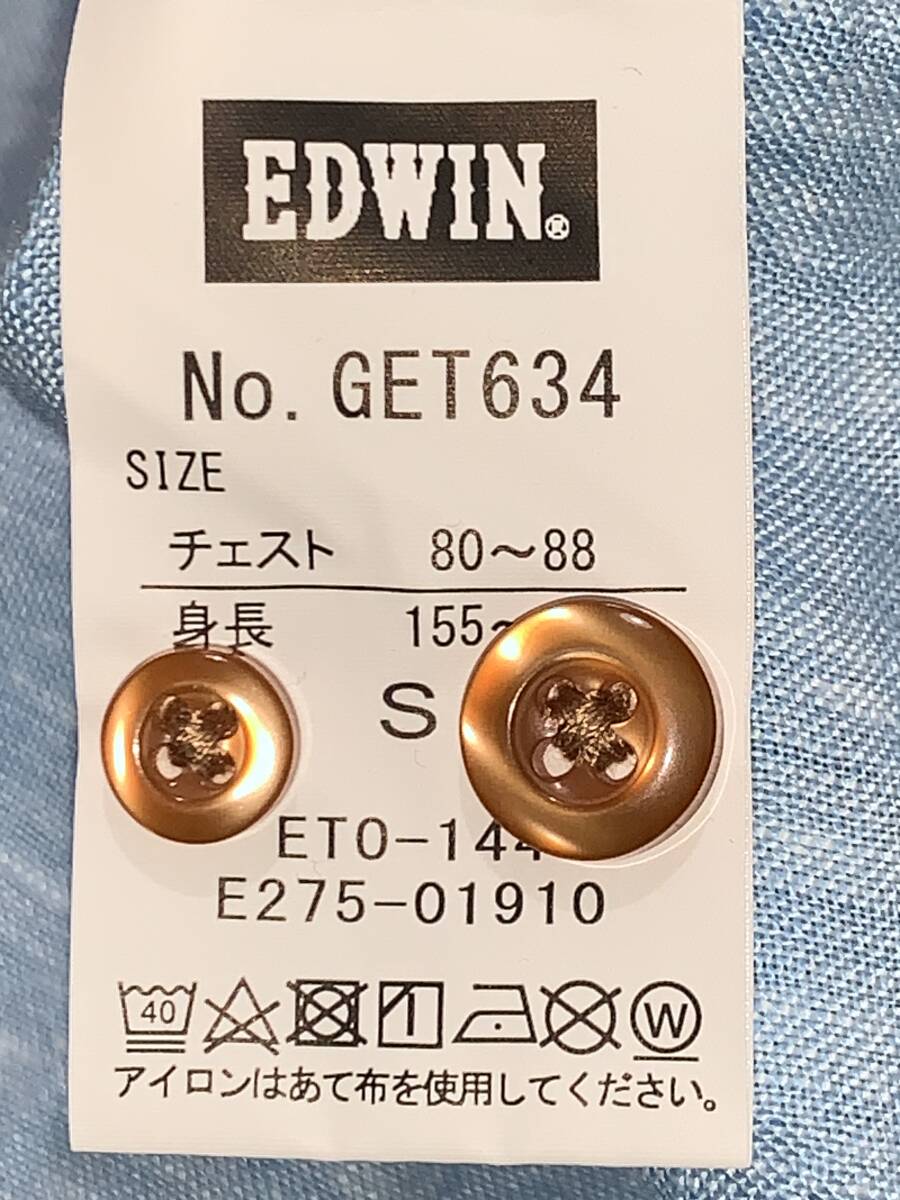 EDWIN®
No. GET634
SIZE
チェスト 80～88
身長 155～
S
ETO-144
E275-01910
40 W
アイロンはあて布を使用してください。